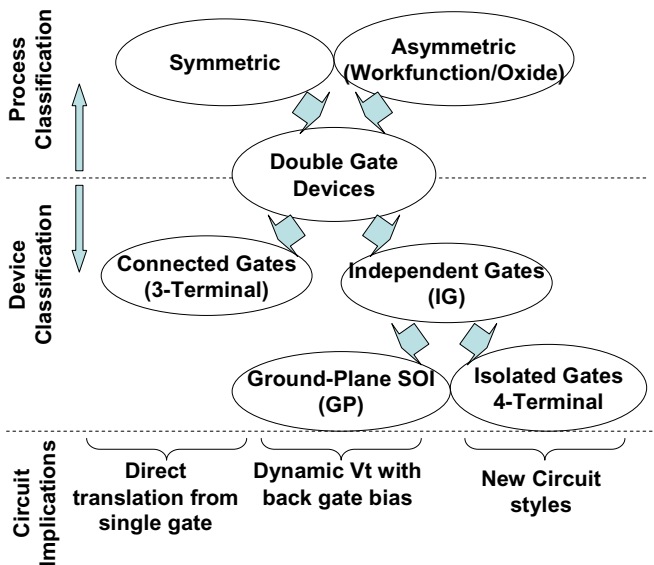 Process
Classification
Symmetric
Asymmetric
(Workfunction/Oxide)
Double Gate
Devices
Device
Classification
Connected Gates
(3-Terminal)
Independent Gates
(IG)
Ground-Plane SOI
(GP)
Isolated Gates
4-Terminal
Circuit
Implications
Direct
translation from
single gate
Dynamic Vt with
back gate bias
New Circuit
styles